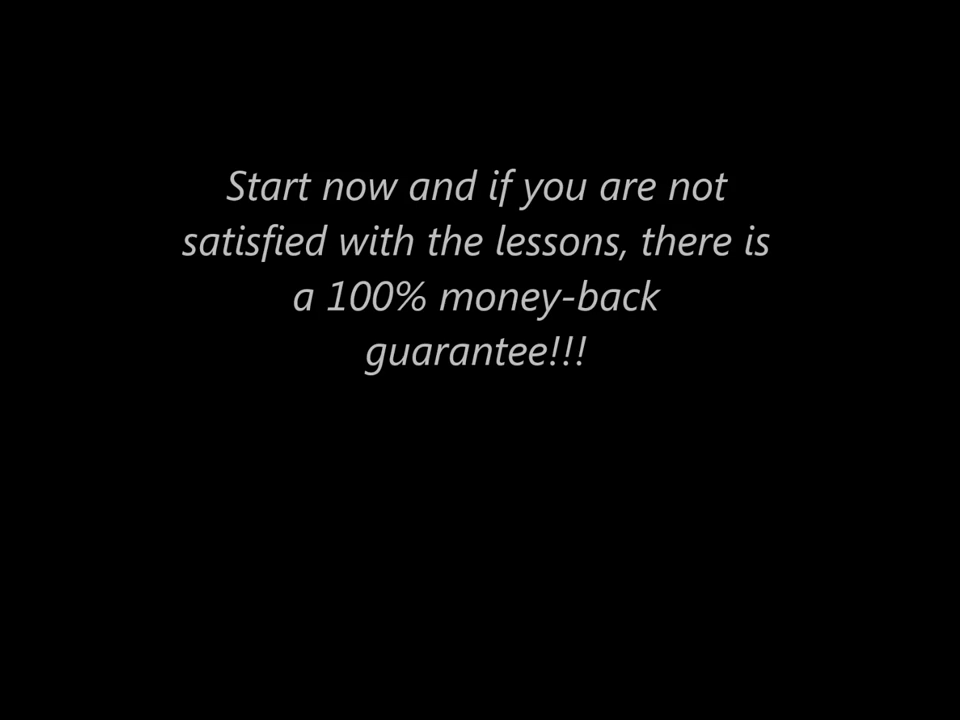 Start now and if you are not
satisfied with the lessons, there is
a 100% money-back
guarantee!!!